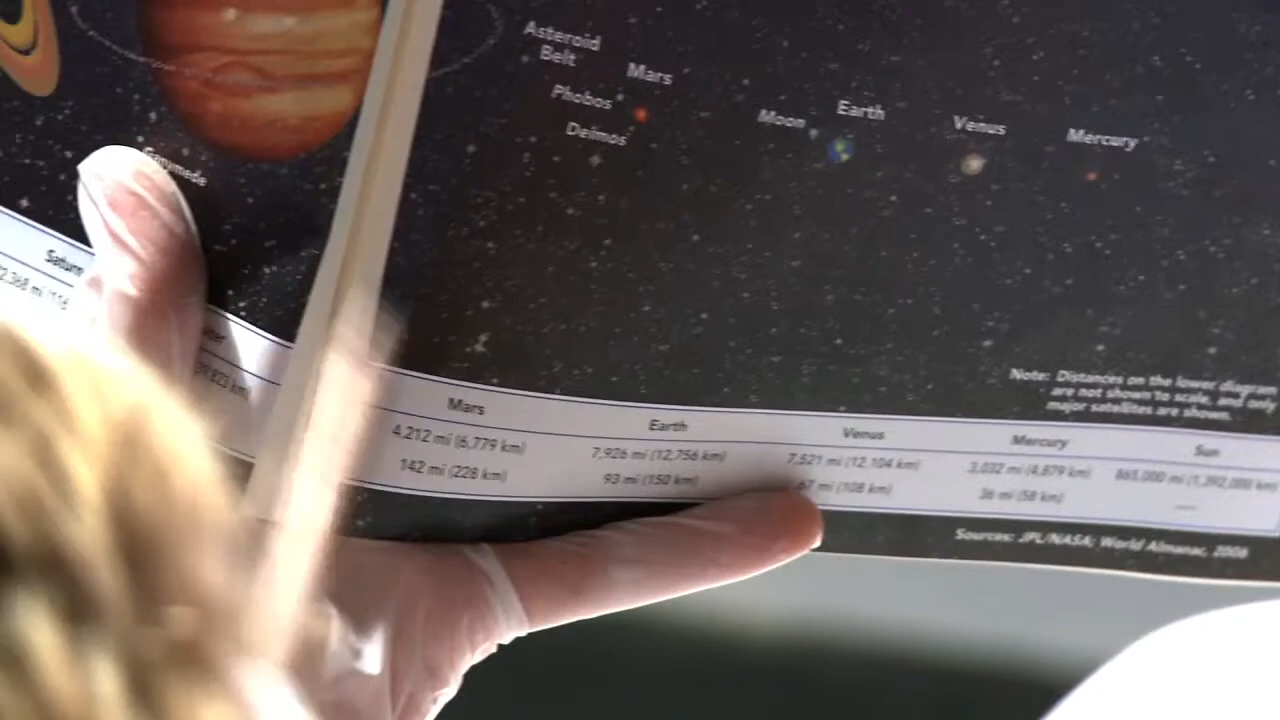 Asteroid
Belt
Mars
Phobos
Deimos
Moon
Earth
Venus
Mercury
Ganymede
Note: Distances on the lower diagram
are not shown to scale, and only
major satellites are shown.
Saturn
Mars Earth Venus Mercury Sun
4,212 mi (6,779 km) 7,926 mi (12,756 km) 7,521 mi (12,104 km) 3,032 mi (4,879 km) 865,000 mi (1,392,000 km)
142 mi (228 km) 93 mi (150 km) 67 mi (108 km) 36 mi (58 km) ----
Sources: JPL/NASA; World Almanac, 2006